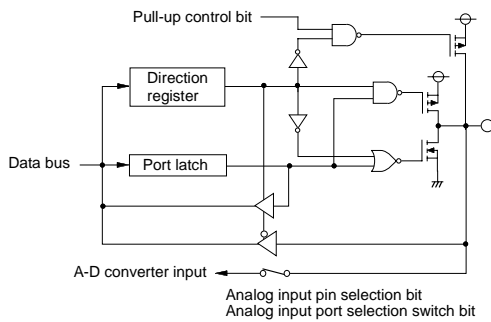 Pull-up control bit
Direction
register
Data bus
Port latch
A-D converter input
Analog input pin selection bit
Analog input port selection switch bit